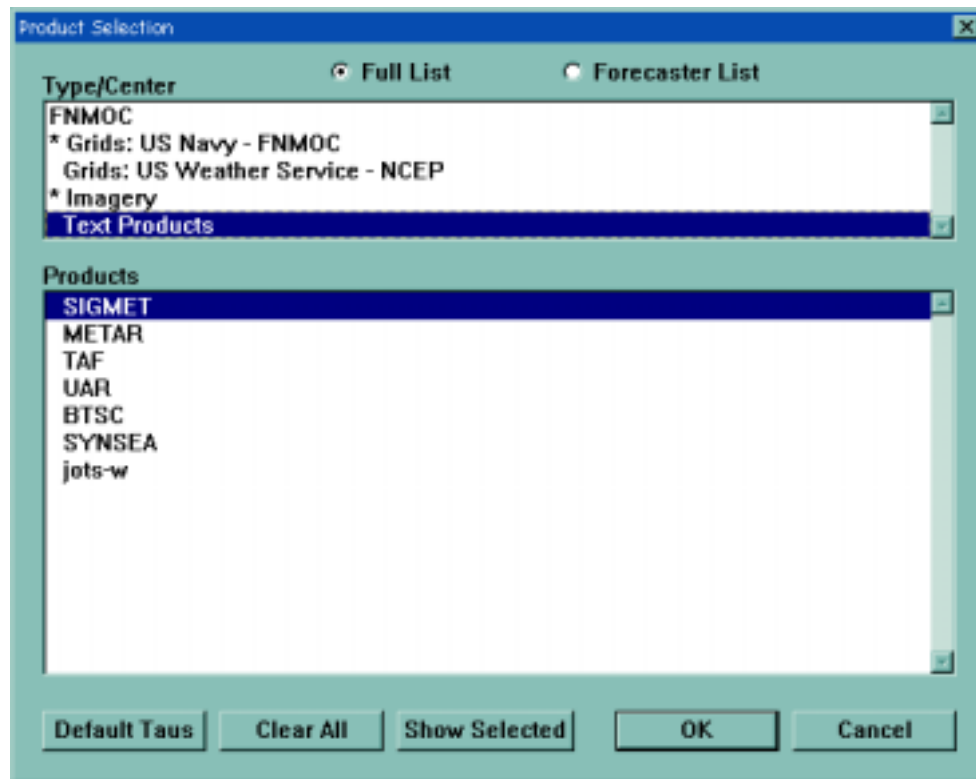 Product Selection
Full List
Forecaster List
Type/Center
FNMOC
* Grids: US Navy - FNMOC
Grids: US Weather Service - NCEP
* Imagery
Text Products
Products
SIGMET
METAR
TAF
UAR
BTSC
SYNSEA
jots-w
Default Taus
Clear All
Show Selected
OK
Cancel